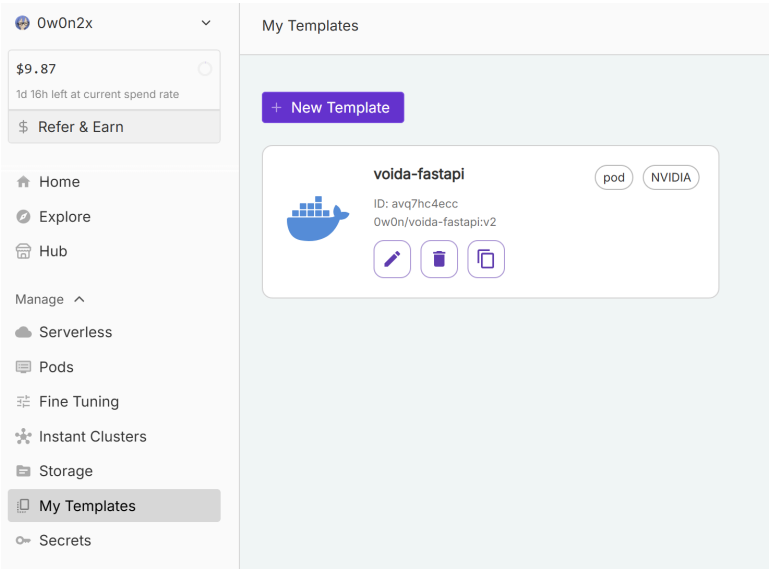 0w0n2x
$9.87
1d 16h left at current spend rate
$ Refer & Earn
Home
Explore
Hub
Manage
Serverless
Pods
Fine Tuning
Instant Clusters
Storage
My Templates
Secrets
My Templates
+ New Template
voida-fastapi
pod
NVIDIA
ID: avq7hc4ecc
0w0n/voida-fastapi:v2